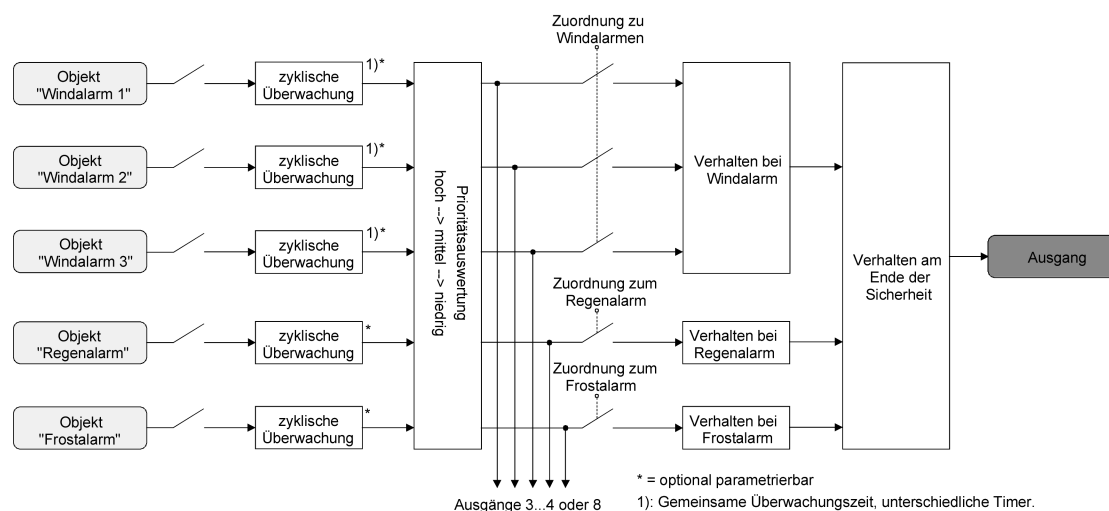 Zuordnung zu
Windalarmen
Objekt
"Windalarm 1"
zyklische
Überwachung
1)*
Objekt
"Windalarm 2"
zyklische
Überwachung
1)*
Objekt
"Windalarm 3"
zyklische
Überwachung
1)*
Objekt
"Regenalarm"
zyklische
Überwachung
*
Objekt
"Frostalarm"
zyklische
Überwachung
*
Prioritätsauswertung
hoch --> mittel --> niedrig
Zuordnung zum
Regenalarm
Zuordnung zum
Frostalarm
Verhalten bei
Windalarm
Verhalten bei
Regenalarm
Verhalten bei
Frostalarm
Verhalten am
Ende der
Sicherheit
Ausgang
Ausgänge 3...4 oder 8
* = optional parametrierbar
1): Gemeinsame Überwachungszeit, unterschiedliche Timer.